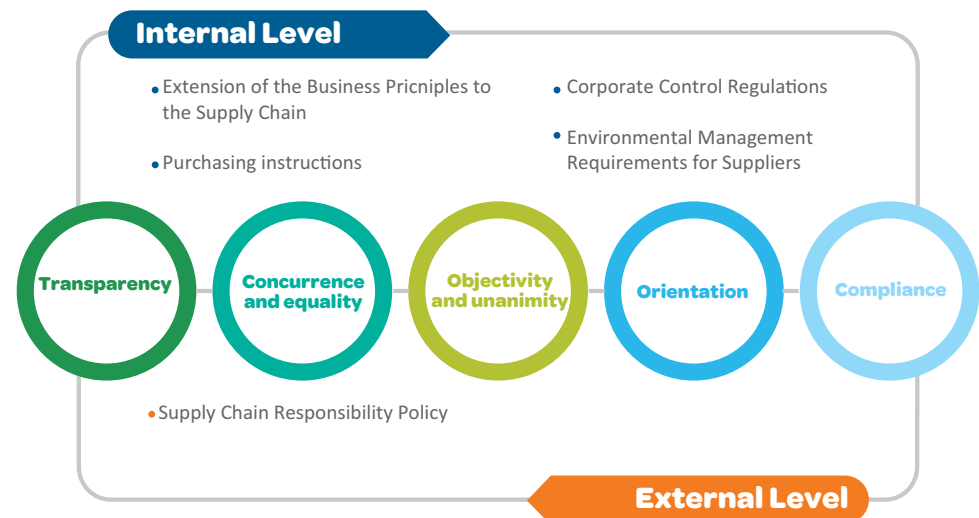 Internal Level
• Extension of the Business Pricniples to
the Supply Chain
• Purchasing instructions
• Corporate Control Regulations
• Environmental Management
Requirements for Suppliers
Transparency
Concurrence
and equality
Objectivity
and unanimity
Orientation
Compliance
• Supply Chain Responsibility Policy
External Level